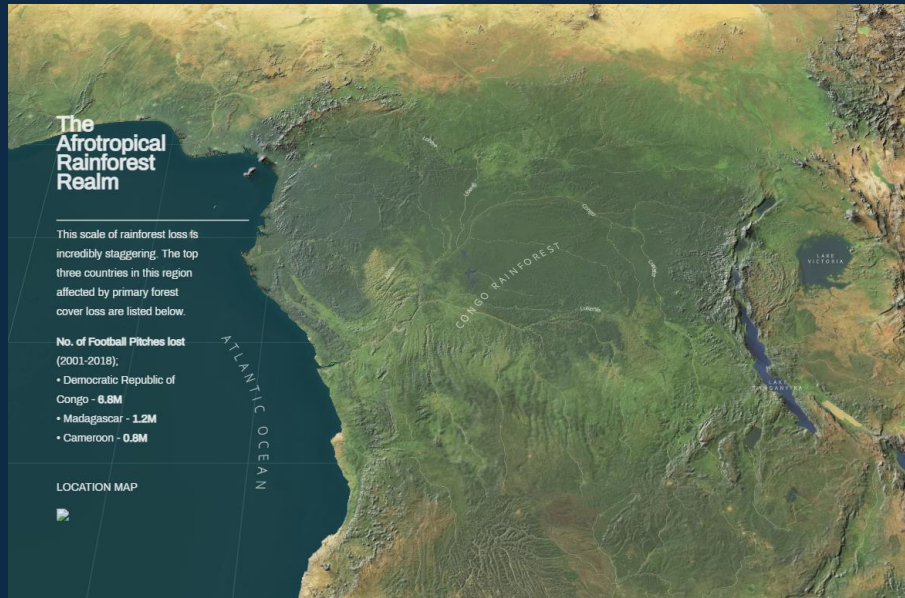 The
Afrotropical
Rainforest
Realm
This scale of rainforest loss is
incredibly staggering. The top
three countries in this region
affected by primary forest
cover loss are listed below.
No. of Football Pitches lost
(2001-2018);
• Democratic Republic of
Congo - 6.8M
• Madagascar - 1.2M
• Cameroon - 0.8M
LOCATION MAP
ATLANTIC OCEAN
CONGO RAINFOREST
Congo
LAKE
VICTORIA
LAKE
TANGANYIKA